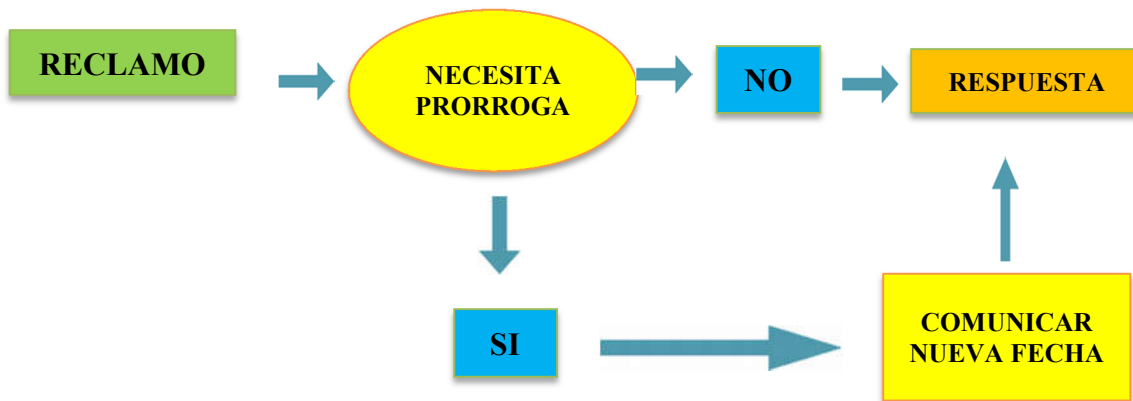 RECLAMO
NECESITA
PRORROGA
NO
RESPUESTA
SI
COMUNICAR
NUEVA FECHA